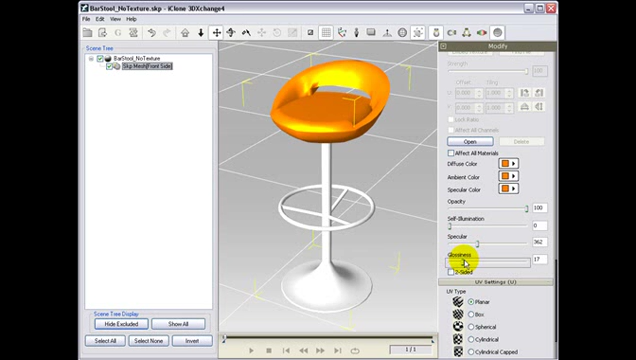 BarStool_NoTexture.skp - iClone 3DXchange4
File Edit View Help
Scene Tree
BarStool_NoTexture
Skp Mesh[Front Side]
Scene Tree Display
Hide Excluded Show All
Select All Select None Invert
1 / 1
Modify
Strength
100
Offset Tiling
Lock Ratio
Affect All Channels
Open Delete
Affect All Materials
Diffuse Color
Ambient Color
Specular Color
Opacity
100
Self-Illumination
0
Specular
362
Glossiness
17
2-Sided
UV Settings (U)
UV Type
Planar
Box
Spherical
Cylindrical
Cylindrical Capped